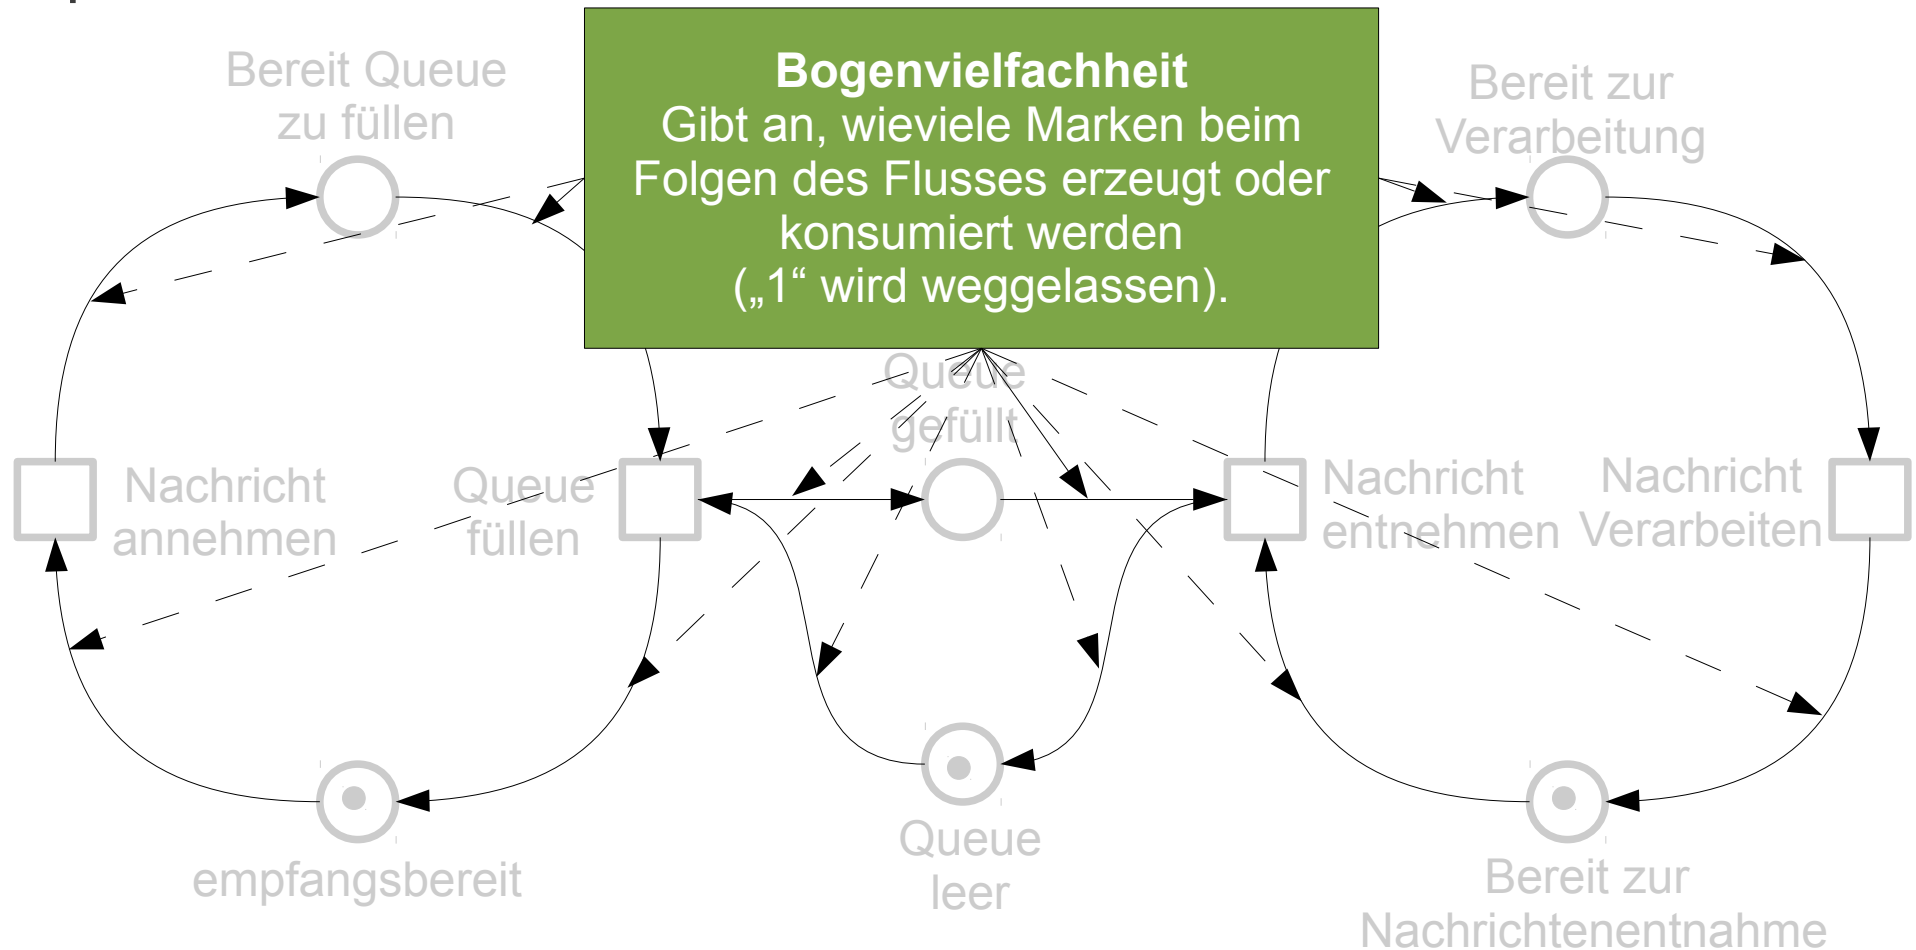 Bereit Queue
zu füllen
Bogenvielfachheit
Gibt an, wieviele Marken beim
Folgen des Flusses erzeugt oder
konsumiert werden
(„1“ wird weggelassen).
Bereit zur
Verarbeitung
Queue
gefüllt
Nachricht
annehmen
Queue
füllen
Nachricht
entnehmen
Nachricht
Verarbeiten
empfangsbereit
Queue
leer
Bereit zur
Nachrichtenentnahme